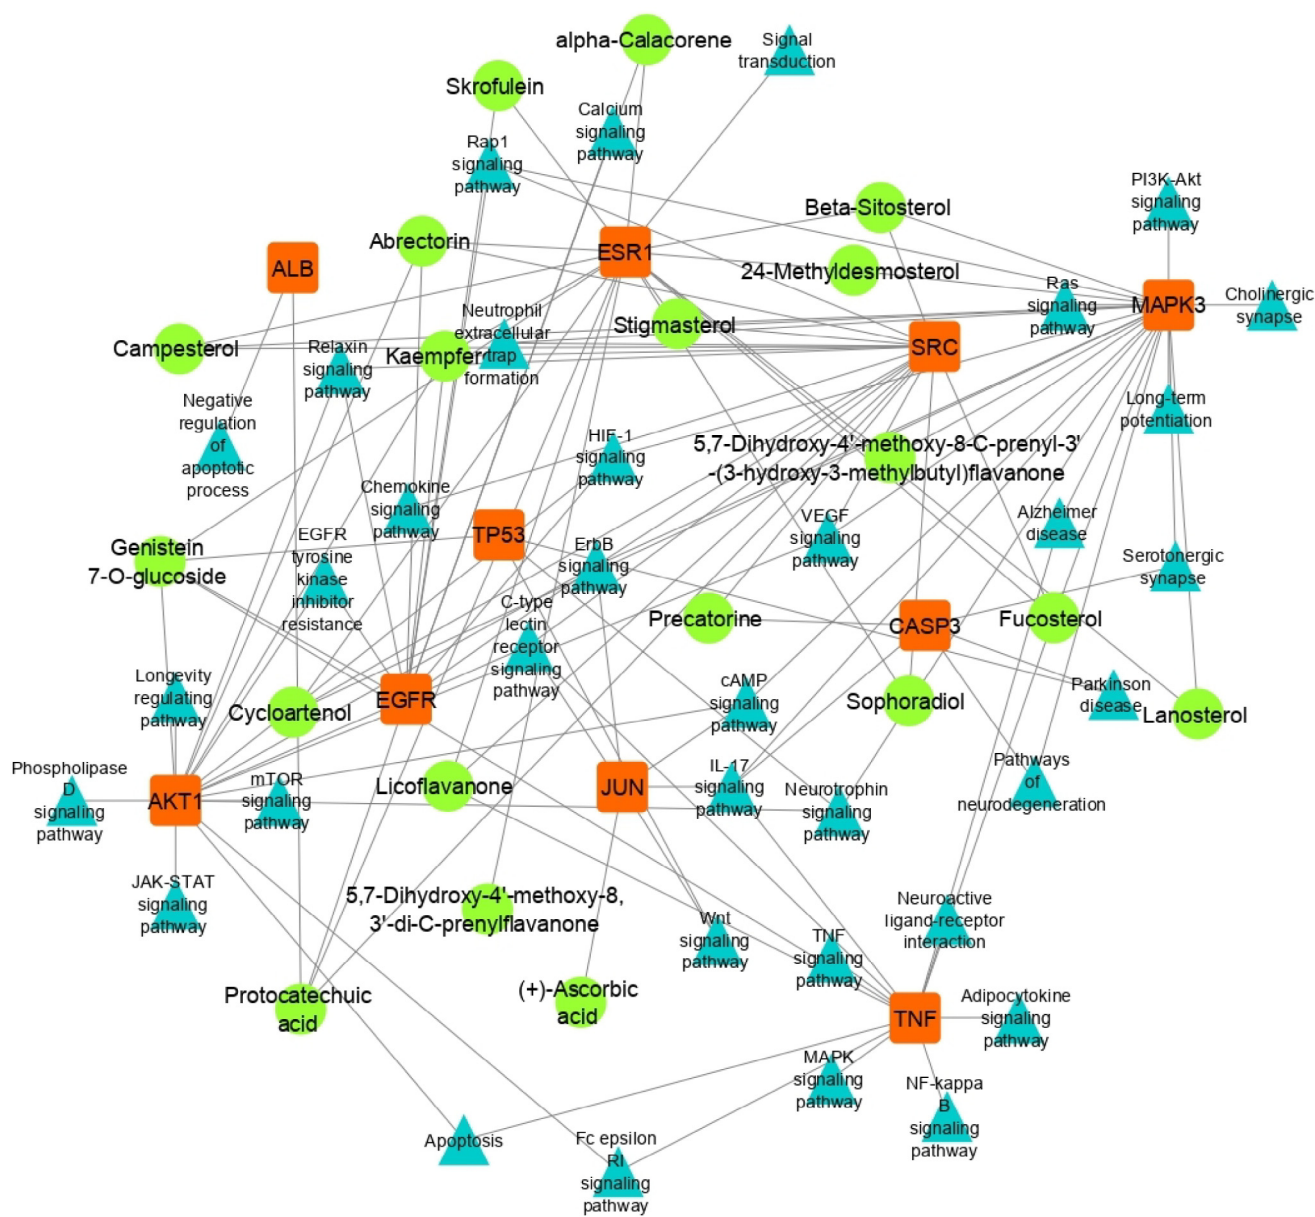 alpha-Calacorene
Signal
transduction
Skrofulein
Calcium
signaling
pathway
Rap1
signaling
pathway
PI3K-Akt
signaling
pathway
Beta-Sitosterol
Abrectorin
ESR1
ALB
24-Methyldesmosterol
Ras
signaling
pathway
MAPK3
Cholinergic
synapse
Neutrophil
extracellular
trap
formation
Stigmasterol
Campesterol
Relaxin
signaling
pathway
Kaempfer
SRC
Negative
regulation
of
apoptotic
process
Long-term
potentiation
HIF-1
signaling
pathway
5,7-Dihydroxy-4'-methoxy-8-C-prenyl-3'
-(3-hydroxy-3-methylbutyl)flavanone
Chemokine
signaling
pathway
TP53
VEGF
signaling
pathway
Alzheimer
disease
EGFR
tyrosine
kinase
inhibitor
resistance
Genistein
7-O-glucoside
ErbB
signaling
pathway
Serotonergic
synapse
C-type
lectin
receptor
signaling
pathway
Precatorine
CASP3
Fucosterol
Longevity
regulating
pathway
Cycloartenol
EGFR
cAMP
signaling
pathway
Sophoradiol
Parkinson
disease
Lanosterol
Phospholipase
D
signaling
pathway
AKT1
mTOR
signaling
pathway
Licoflavanone
JUN
IL-17
signaling
pathway
Neurotrophin
signaling
pathway
Pathways
of
neurodegeneration
JAK-STAT
signaling
pathway
5,7-Dihydroxy-4'-methoxy-8,
3'-di-C-prenylflavanone
Wnt
signaling
pathway
TNF
signaling
pathway
Neuroactive
ligand-receptor
interaction
Protocatechuic
acid
(+)-Ascorbic
acid
TNF
Adipocytokine
signaling
pathway
MAPK
signaling
pathway
NF-kappa
B
signaling
pathway
Apoptosis
Fc epsilon
RI
signaling
pathway